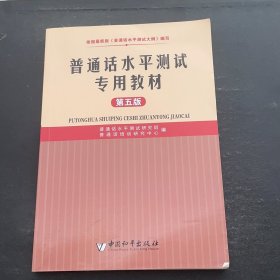 依据最新版《普通话水平测试大纲》编写
普通话水平测试
专用教材
第五版
PUTONGHUA SHUIPING CESHI ZHUANYONG JIAOCAI
普通话水平测试研究组
普通话培训研究中心 编
中国和平出版社